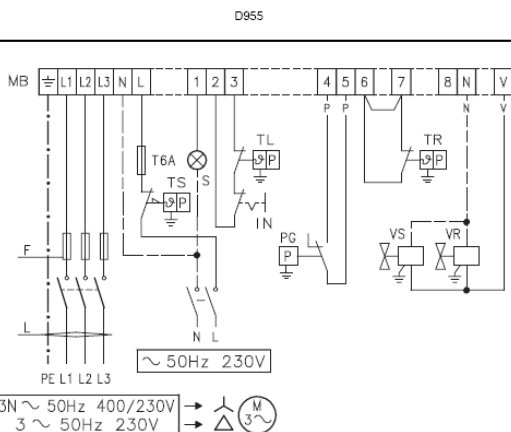 D955
MB L1 L2 L3 N L 1 2 3 4 5 6 7 8 N V
P P N V
T6A TL TR
TS S
ϑ P ϑ P ϑ P
IN
F PG VS VR
P
L N L
~ 50Hz 230V
PE L1 L2 L3
3N ~ 50Hz 400/230V
3 ~ 50Hz 230V
M
3~